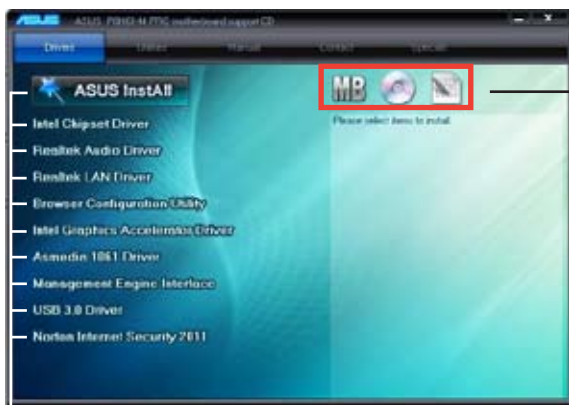 ASUS
ASUS motherboard support CD
Drivers Utilities Manual Contact Specials
ASUS InstAll
MB
Please select items to install.
Intel Chipset Driver
Realtek Audio Driver
Realtek LAN Driver
Browser Configuration Utility
Intel Graphics Accelerator Driver
Asmedia 1061 Driver
Management Engine Interface
USB 3.0 Driver
Norton Internet Security 2011